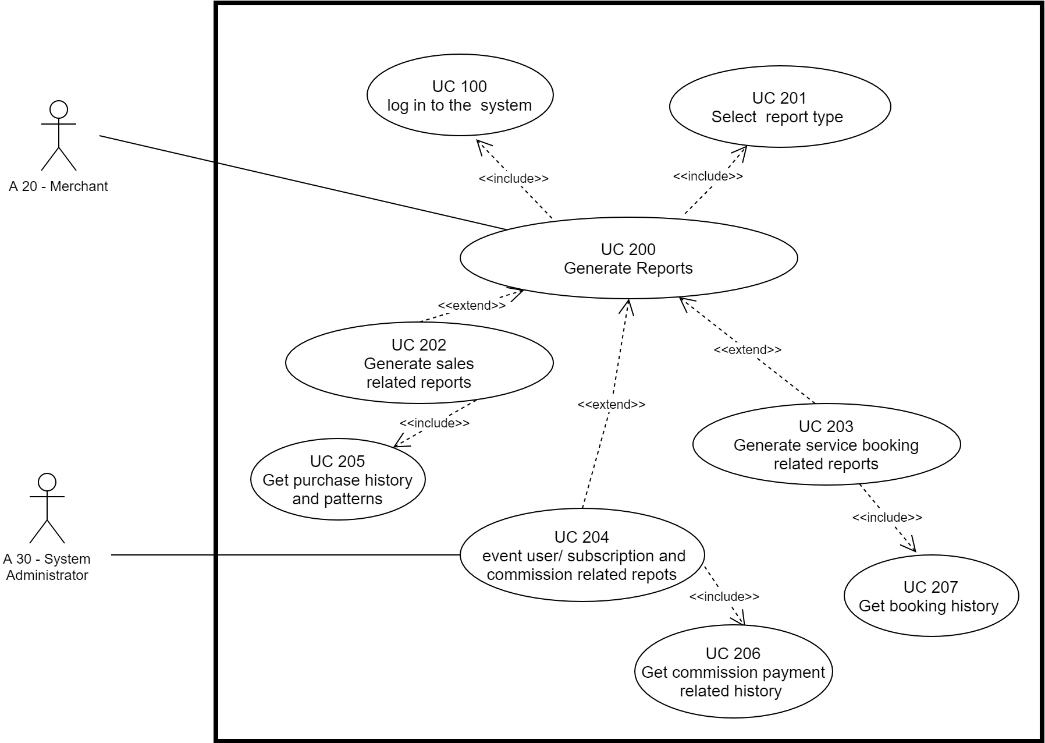 UC 100
log in to the system
UC 201
Select report type
A 20 - Merchant
<<include>>
<<include>>
UC 200
Generate Reports
<<extend>>
UC 202
Generate sales
related reports
<<extend>>
<<extend>>
<<include>>
UC 203
Generate service booking
related reports
UC 205
Get purchase history
and patterns
<<include>>
A 30 - System
Administrator
UC 204
event user/ subscription and
commission related repots
<<include>>
UC 207
Get booking history
UC 206
Get commission payment
related history